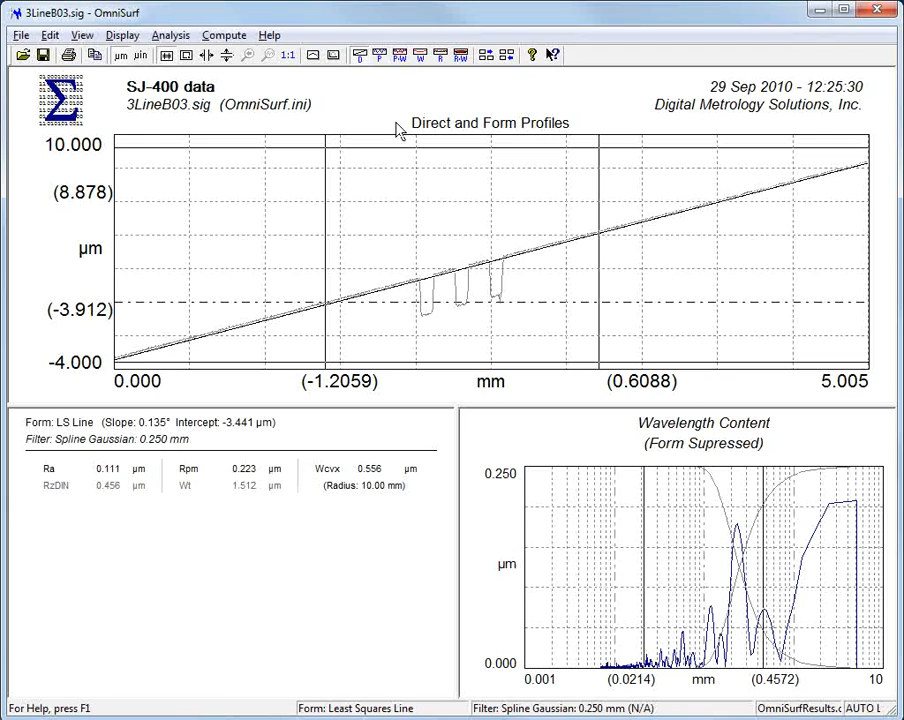 3LineB03.sig - OmniSurf
File Edit View Display Analysis Compute Help
µm µin 1:1 D P P-W W R R-W ? ?
SJ-400 data
29 Sep 2010 - 12:25:30
3LineB03.sig (OmniSurf.ini)
Digital Metrology Solutions, Inc.
Σ
Direct and Form Profiles
10.000
(8.878)
µm
(-3.912)
-4.000
0.000 (-1.2059) mm (0.6088) 5.005
Form: LS Line (Slope: 0.135° Intercept: -3.441 µm)
Filter: Spline Gaussian: 0.250 mm
Ra 0.111 µm Rpm 0.223 µm Wcvx 0.556 µm
RzDIN 0.456 µm Wt 1.512 µm (Radius: 10.00 mm)
Wavelength Content
(Form Supressed)
0.250
µm
0.000
0.001 (0.0214) mm (0.4572) 10
For Help, press F1
Form: Least Squares Line
Filter: Spline Gaussian: 0.250 mm (N/A)
OmniSurfResults.c
AUTO L